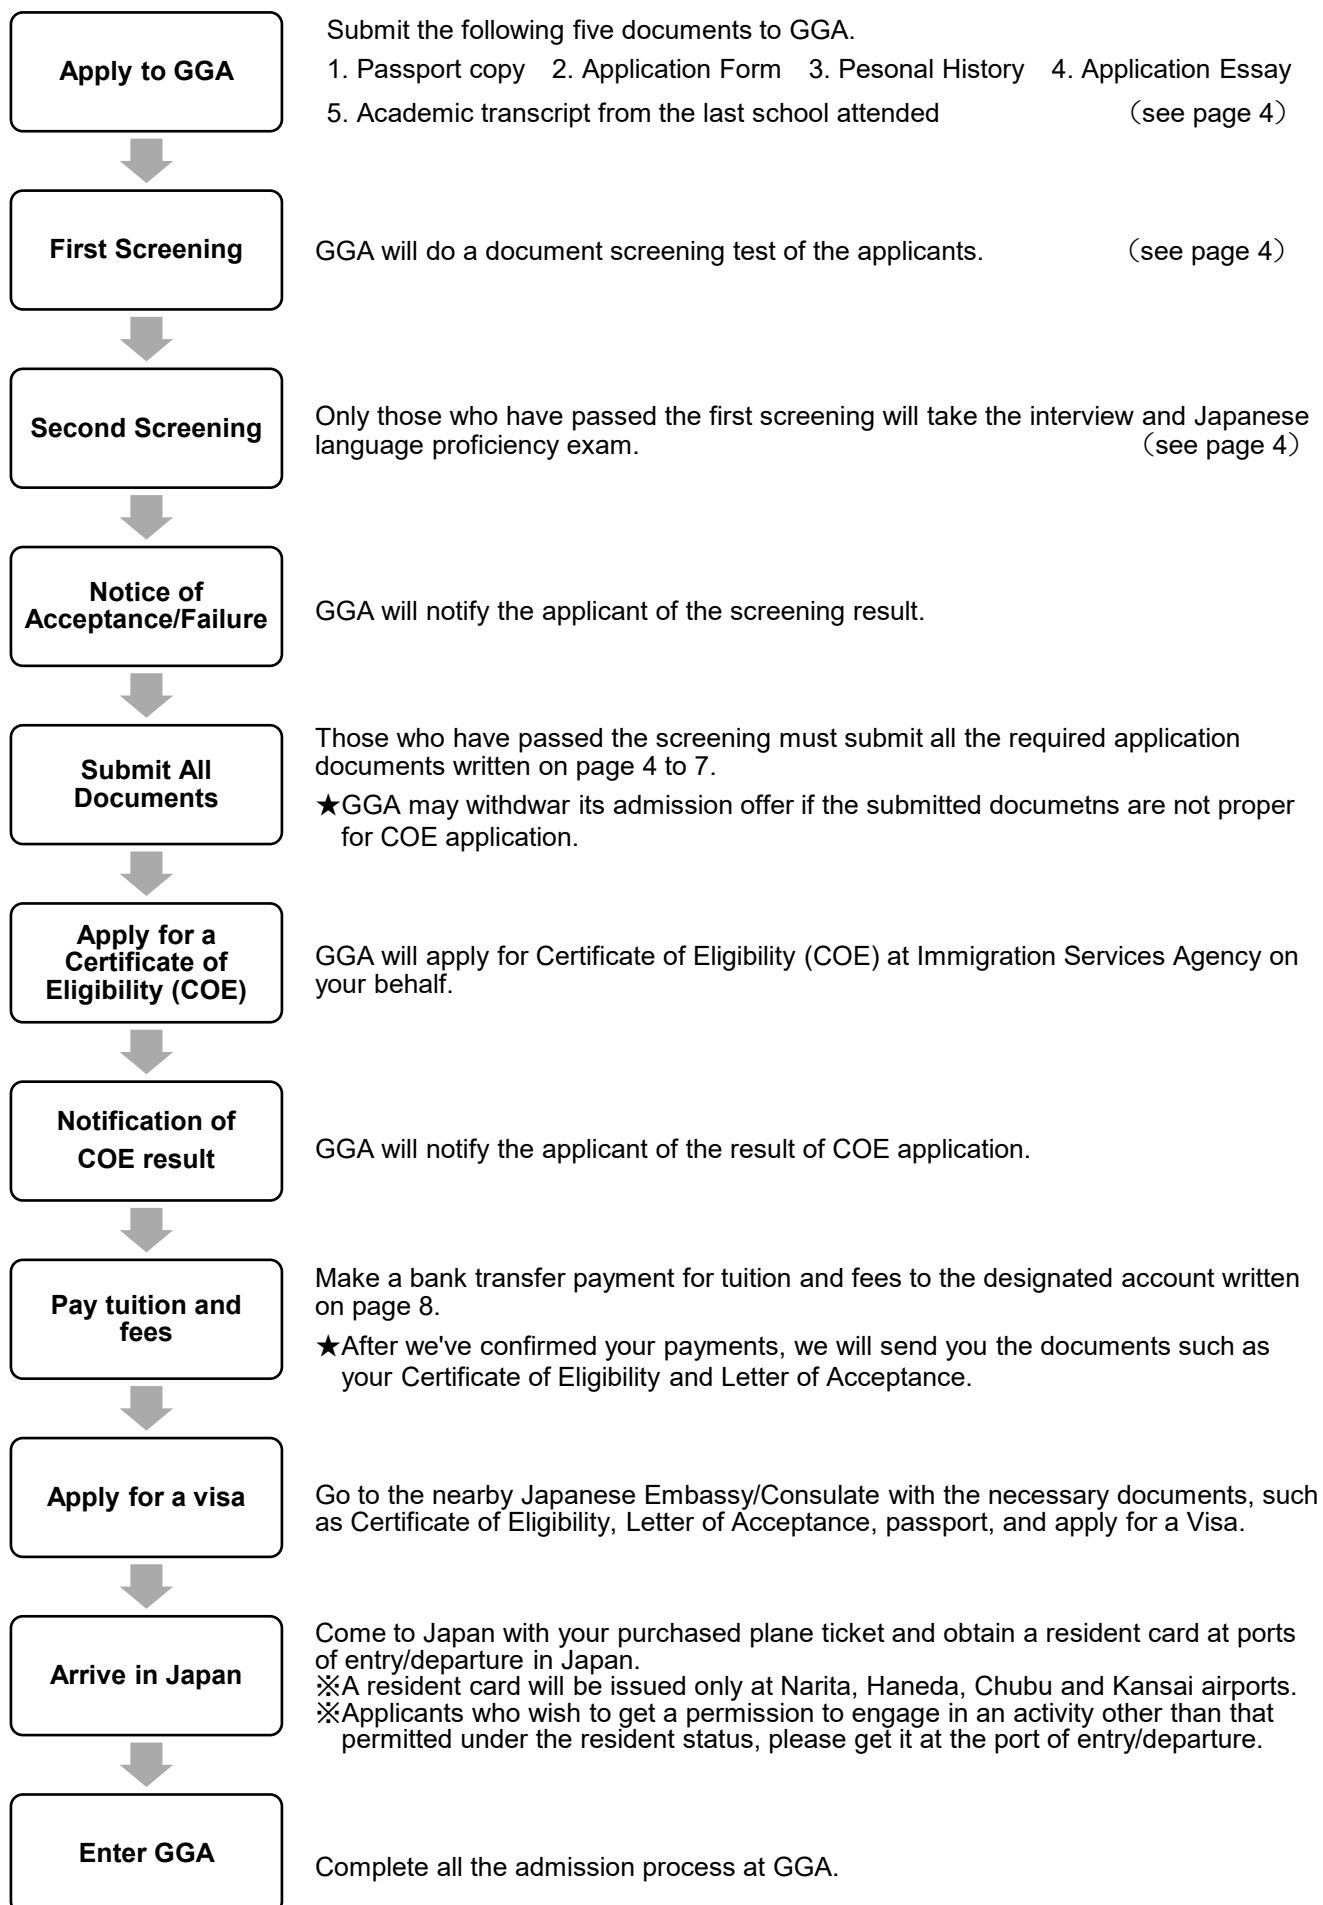 Apply to GGA
Submit the following five documents to GGA.
1. Passport copy 2. Application Form 3. Pesonal History 4. Application Essay
5. Academic transcript from the last school attended （see page 4）
First Screening
GGA will do a document screening test of the applicants. （see page 4）
Second Screening
Only those who have passed the first screening will take the interview and Japanese
language proficiency exam. （see page 4）
Notice of
Acceptance/Failure
GGA will notify the applicant of the screening result.
Submit All
Documents
Those who have passed the screening must submit all the required application
documents written on page 4 to 7.
★GGA may withdwar its admission offer if the submitted documetns are not proper
for COE application.
Apply for a
Certificate of
Eligibility (COE)
GGA will apply for Certificate of Eligibility (COE) at Immigration Services Agency on
your behalf.
Notification of
COE result
GGA will notify the applicant of the result of COE application.
Pay tuition and
fees
Make a bank transfer payment for tuition and fees to the designated account written
on page 8.
★After we've confirmed your payments, we will send you the documents such as
your Certificate of Eligibility and Letter of Acceptance.
Apply for a visa
Go to the nearby Japanese Embassy/Consulate with the necessary documents, such
as Certificate of Eligibility, Letter of Acceptance, passport, and apply for a Visa.
Arrive in Japan
Come to Japan with your purchased plane ticket and obtain a resident card at ports
of entry/departure in Japan.
※A resident card will be issued only at Narita, Haneda, Chubu and Kansai airports.
※Applicants who wish to get a permission to engage in an activity other than that
permitted under the resident status, please get it at the port of entry/departure.
Enter GGA
Complete all the admission process at GGA.